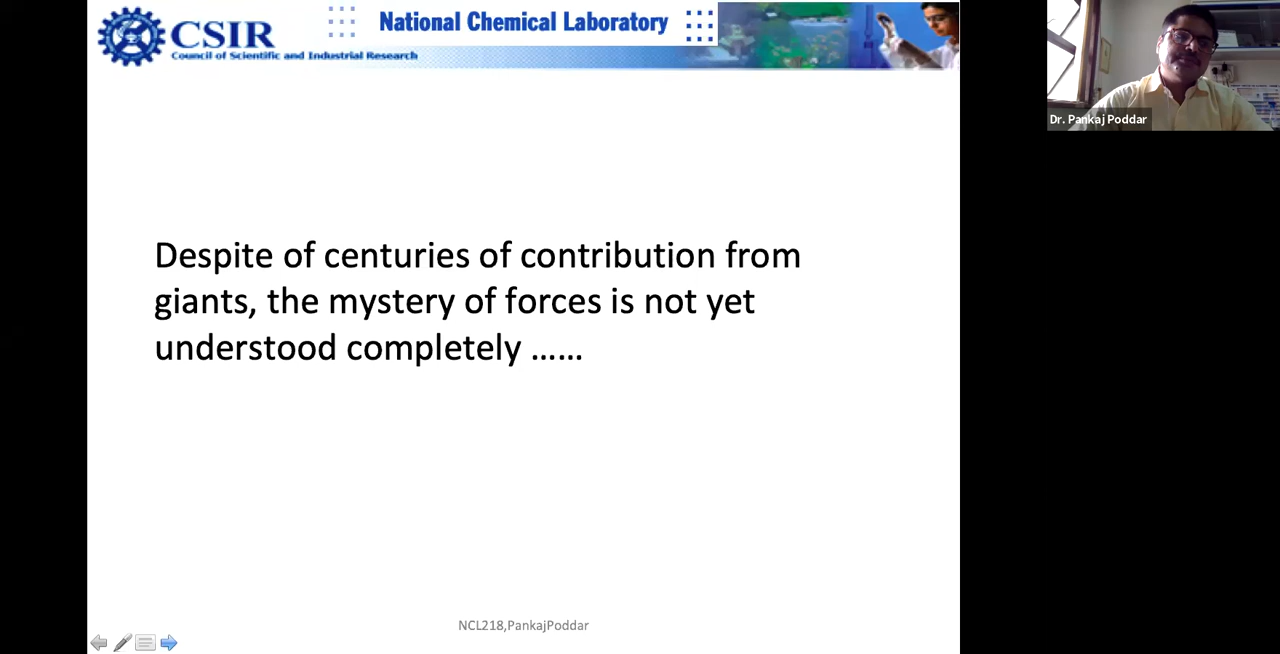 CSIR
Council of Scientific and Industrial Research
National Chemical Laboratory
Dr. Pankaj Poddar
Despite of centuries of contribution from
giants, the mystery of forces is not yet
understood completely ......
NCL218,PankajPoddar